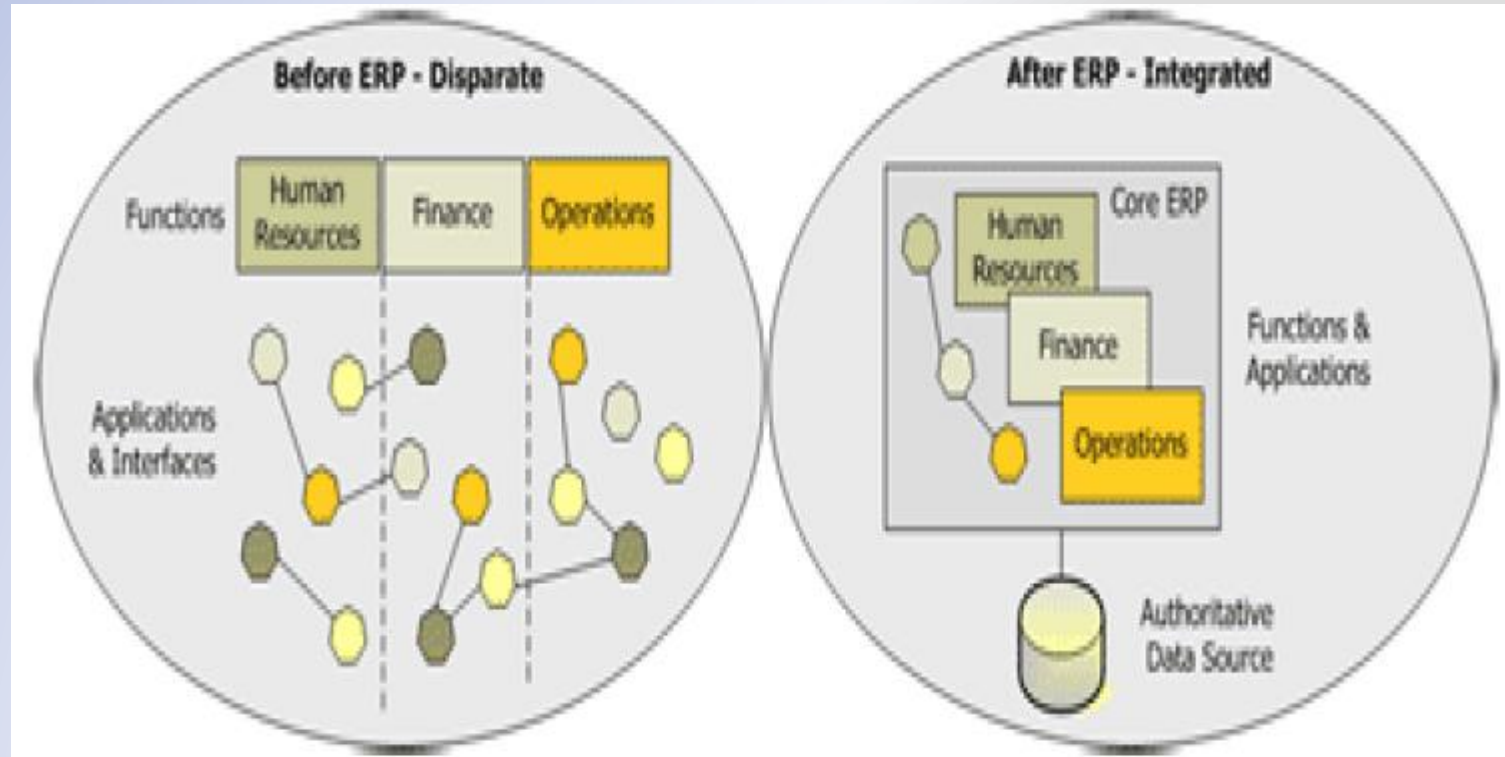 Before ERP - Disparate
Functions
Human
Resources
Finance
Operations
Applications
& Interfaces
After ERP - Integrated
Core ERP
Human
Resources
Finance
Operations
Functions &
Applications
Authoritative
Data Source